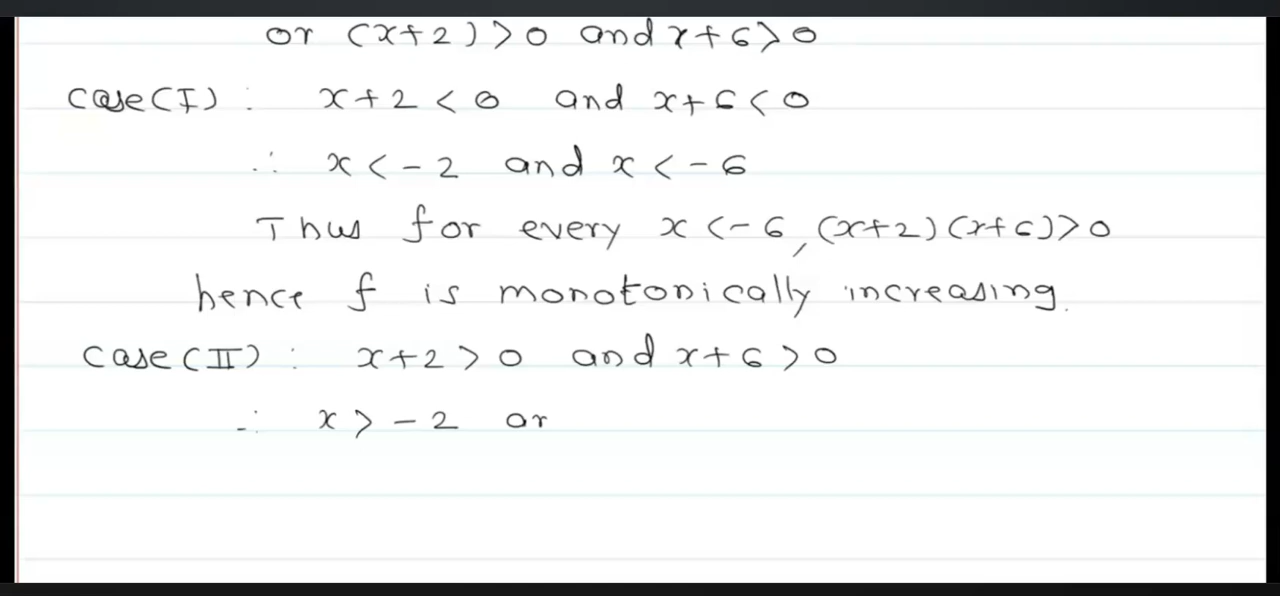 or (x+2)>0 and x+6>0
case(I): x+2<0 and x+6<0
∴ x<-2 and x<-6
Thus for every x<-6, (x+2)(x+6)>0
hence f is monotonically increasing.
case(II): x+2>0 and x+6>0
∴ x>-2 or